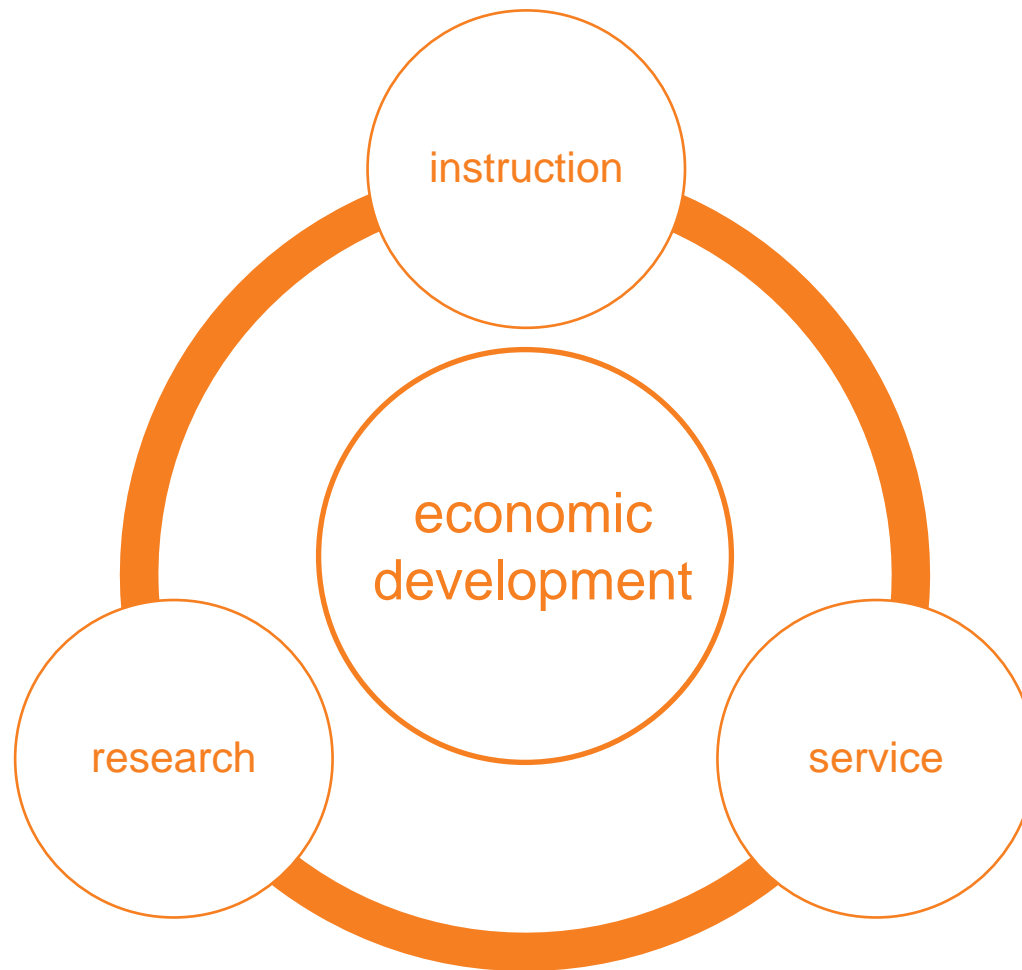 instruction
economic
development
research
service